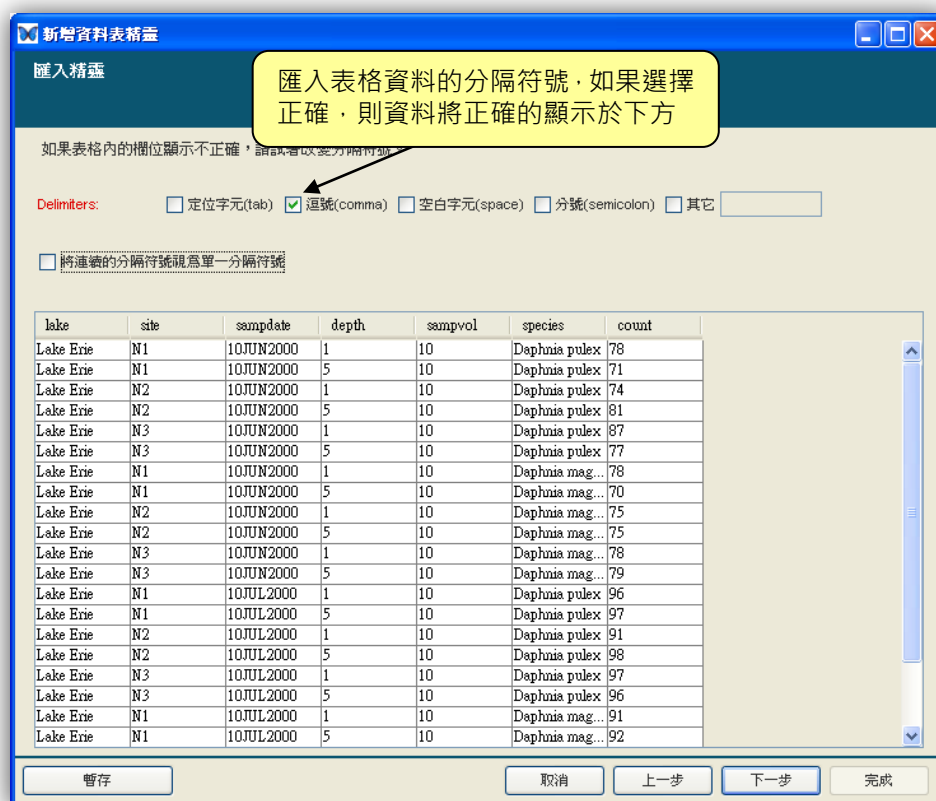 新增資料表精靈
匯入精靈
匯入表格資料的分隔符號，如果選擇
正確，則資料將正確的顯示於下方
如果表格內的欄位顯示不正確，請試著改變分隔符號
Delimiters: 定位字元(tab) 逗號(comma) 空白字元(space) 分號(semicolon) 其它
將連續的分隔符號視為單一分隔符號
lake site sampdate depth sampvol species count
Lake Erie N1 10JUN2000 1 10 Daphnia pulex 78
Lake Erie N1 10JUN2000 5 10 Daphnia pulex 71
Lake Erie N2 10JUN2000 1 10 Daphnia pulex 74
Lake Erie N2 10JUN2000 5 10 Daphnia pulex 81
Lake Erie N3 10JUN2000 1 10 Daphnia pulex 87
Lake Erie N3 10JUN2000 5 10 Daphnia pulex 77
Lake Erie N1 10JUN2000 1 10 Daphnia mag... 78
Lake Erie N1 10JUN2000 5 10 Daphnia mag... 70
Lake Erie N2 10JUN2000 1 10 Daphnia mag... 75
Lake Erie N2 10JUN2000 5 10 Daphnia mag... 75
Lake Erie N3 10JUN2000 1 10 Daphnia mag... 78
Lake Erie N3 10JUN2000 5 10 Daphnia mag... 79
Lake Erie N1 10JUL2000 1 10 Daphnia pulex 96
Lake Erie N1 10JUL2000 5 10 Daphnia pulex 97
Lake Erie N2 10JUL2000 1 10 Daphnia pulex 91
Lake Erie N2 10JUL2000 5 10 Daphnia pulex 98
Lake Erie N3 10JUL2000 1 10 Daphnia pulex 97
Lake Erie N3 10JUL2000 5 10 Daphnia pulex 96
Lake Erie N1 10JUL2000 1 10 Daphnia mag... 91
Lake Erie N1 10JUL2000 5 10 Daphnia mag... 92
暫存 取消 上一步 下一步 完成